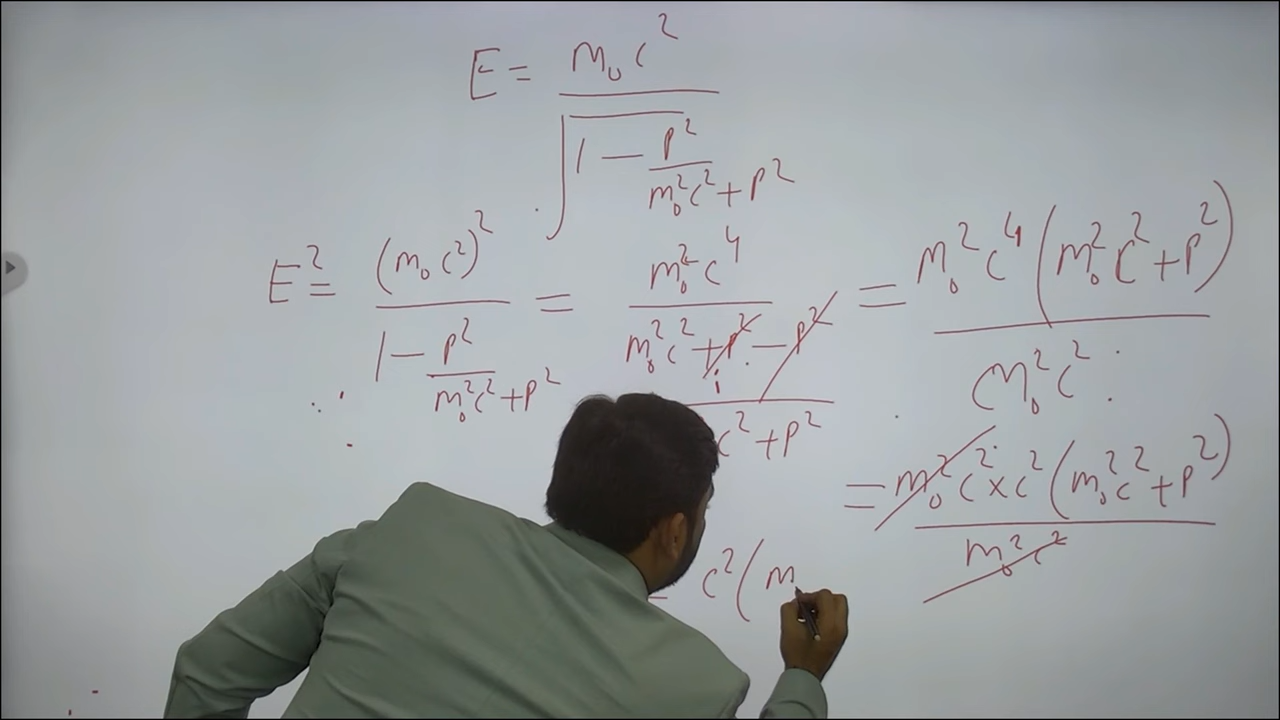 E = m₀c² / √(1 − p² / (m₀²c² + p²))
E² = (m₀c²)² / (1 − p² / (m₀²c² + p²)) = m₀²c⁴ / ((m₀²c² + p² − p²) / (c² + p²)) = m₀²c⁴(m₀²c² + p²) / (m₀²c²)
= m₀²c² × c²(m₀²c² + p²) / m₀²c²
= c²(m